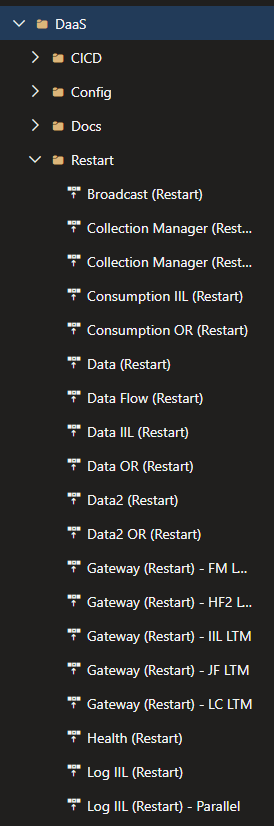 DaaS
CICD
Config
Docs
Restart
Broadcast (Restart)
Collection Manager (Rest...
Collection Manager (Rest...
Consumption IIL (Restart)
Consumption OR (Restart)
Data (Restart)
Data Flow (Restart)
Data IIL (Restart)
Data OR (Restart)
Data2 (Restart)
Data2 OR (Restart)
Gateway (Restart) - FM L...
Gateway (Restart) - HF2 L...
Gateway (Restart) - IIL LTM
Gateway (Restart) - JF LTM
Gateway (Restart) - LC LTM
Health (Restart)
Log IIL (Restart)
Log IIL (Restart) - Parallel